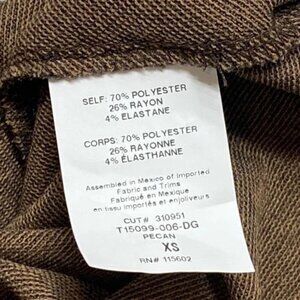 SELF: 70% POLYESTER
26% RAYON
4% ELASTANE
CORPS: 70% POLYESTER
26% RAYONNE
4% ÉLASTHANNE
Assembled in Mexico of Imported
Fabric and Trims
Fabriqué en Mexique
en tissu importés et enjoliveurs
CUT# 310951
T15099-006-DG
PECAN
XS
RN# 115602